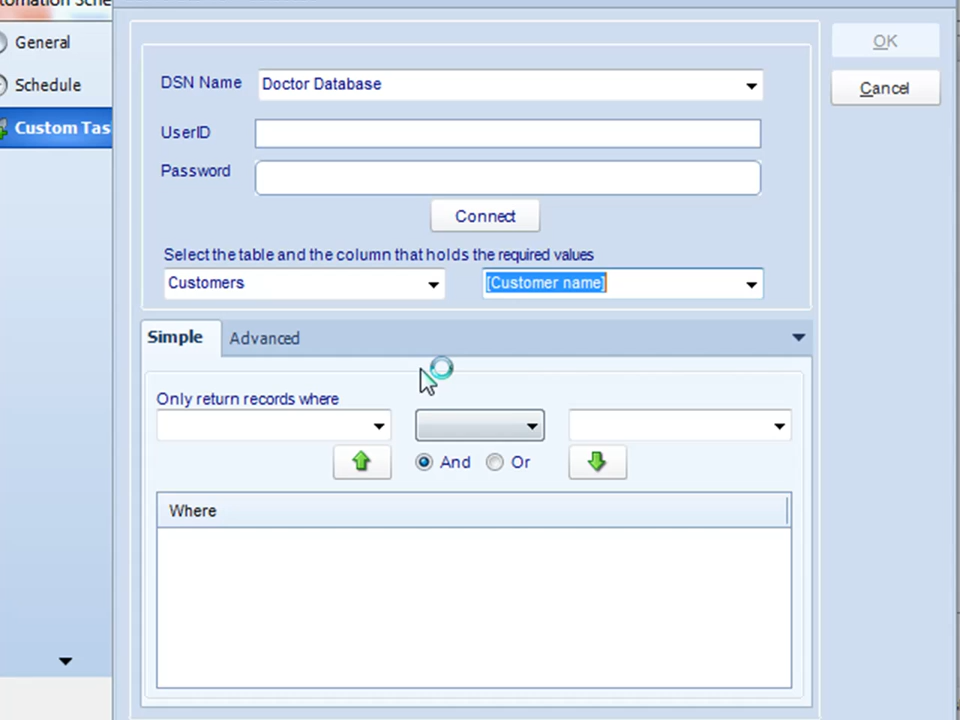 General
OK
DSN Name Doctor Database
Schedule
Cancel
Custom Tas
UserID
Password
Connect
Select the table and the column that holds the required values
Customers [Customer name]
Simple Advanced
Only return records where
And Or
Where